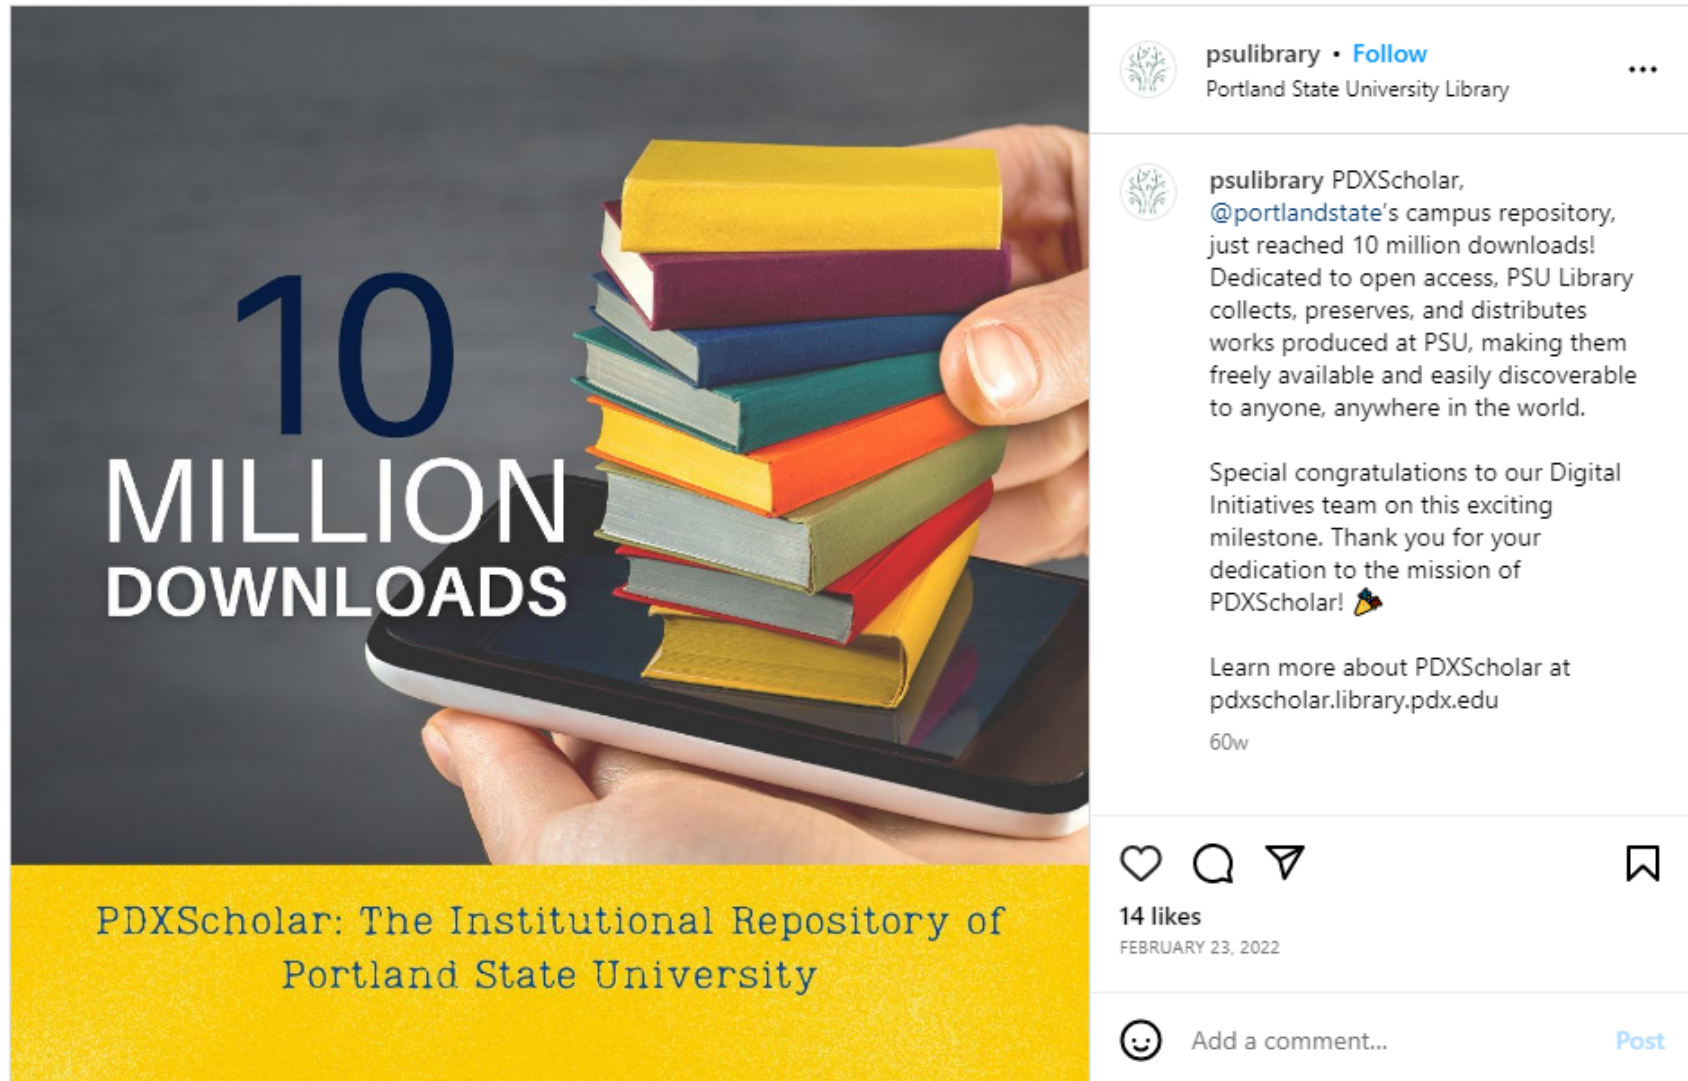 10
MILLION
DOWNLOADS
PDXScholar: The Institutional Repository of
Portland State University
psulibrary • Follow
Portland State University Library
psulibrary PDXScholar,
@portlandstate's campus repository,
just reached 10 million downloads!
Dedicated to open access, PSU Library
collects, preserves, and distributes
works produced at PSU, making them
freely available and easily discoverable
to anyone, anywhere in the world.
Special congratulations to our Digital
Initiatives team on this exciting
milestone. Thank you for your
dedication to the mission of
PDXScholar! 🎉
Learn more about PDXScholar at
pdxscholar.library.pdx.edu
60w
14 likes
FEBRUARY 23, 2022
Add a comment...
Post